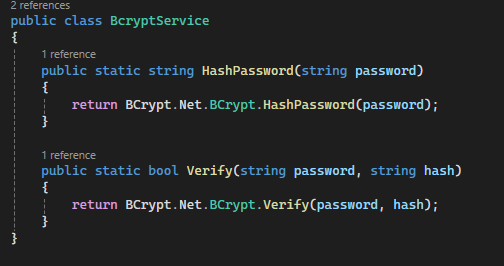 2 references
public class BcryptService
{
1 reference
public static string HashPassword(string password)
{
return BCrypt.Net.BCrypt.HashPassword(password);
}
1 reference
public static bool Verify(string password, string hash)
{
return BCrypt.Net.BCrypt.Verify(password, hash);
}
}